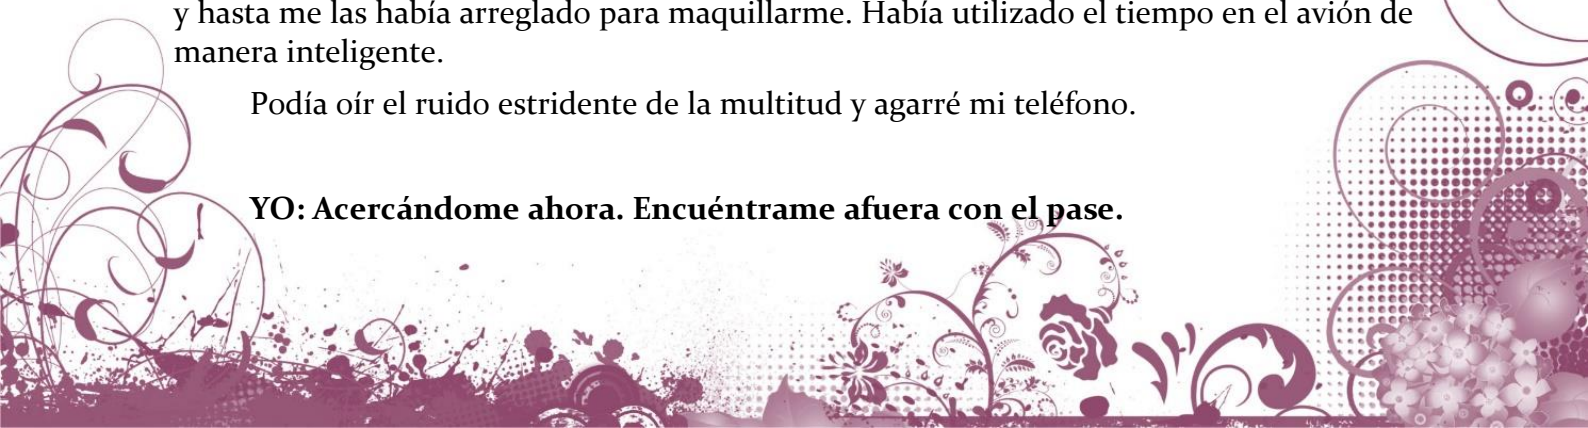 y hasta me las había arreglado para maquillarme. Había utilizado el tiempo en el avión de
manera inteligente.
Podía oír el ruido estridente de la multitud y agarré mi teléfono.
YO: Acercándome ahora. Encuéntrame afuera con el pase.